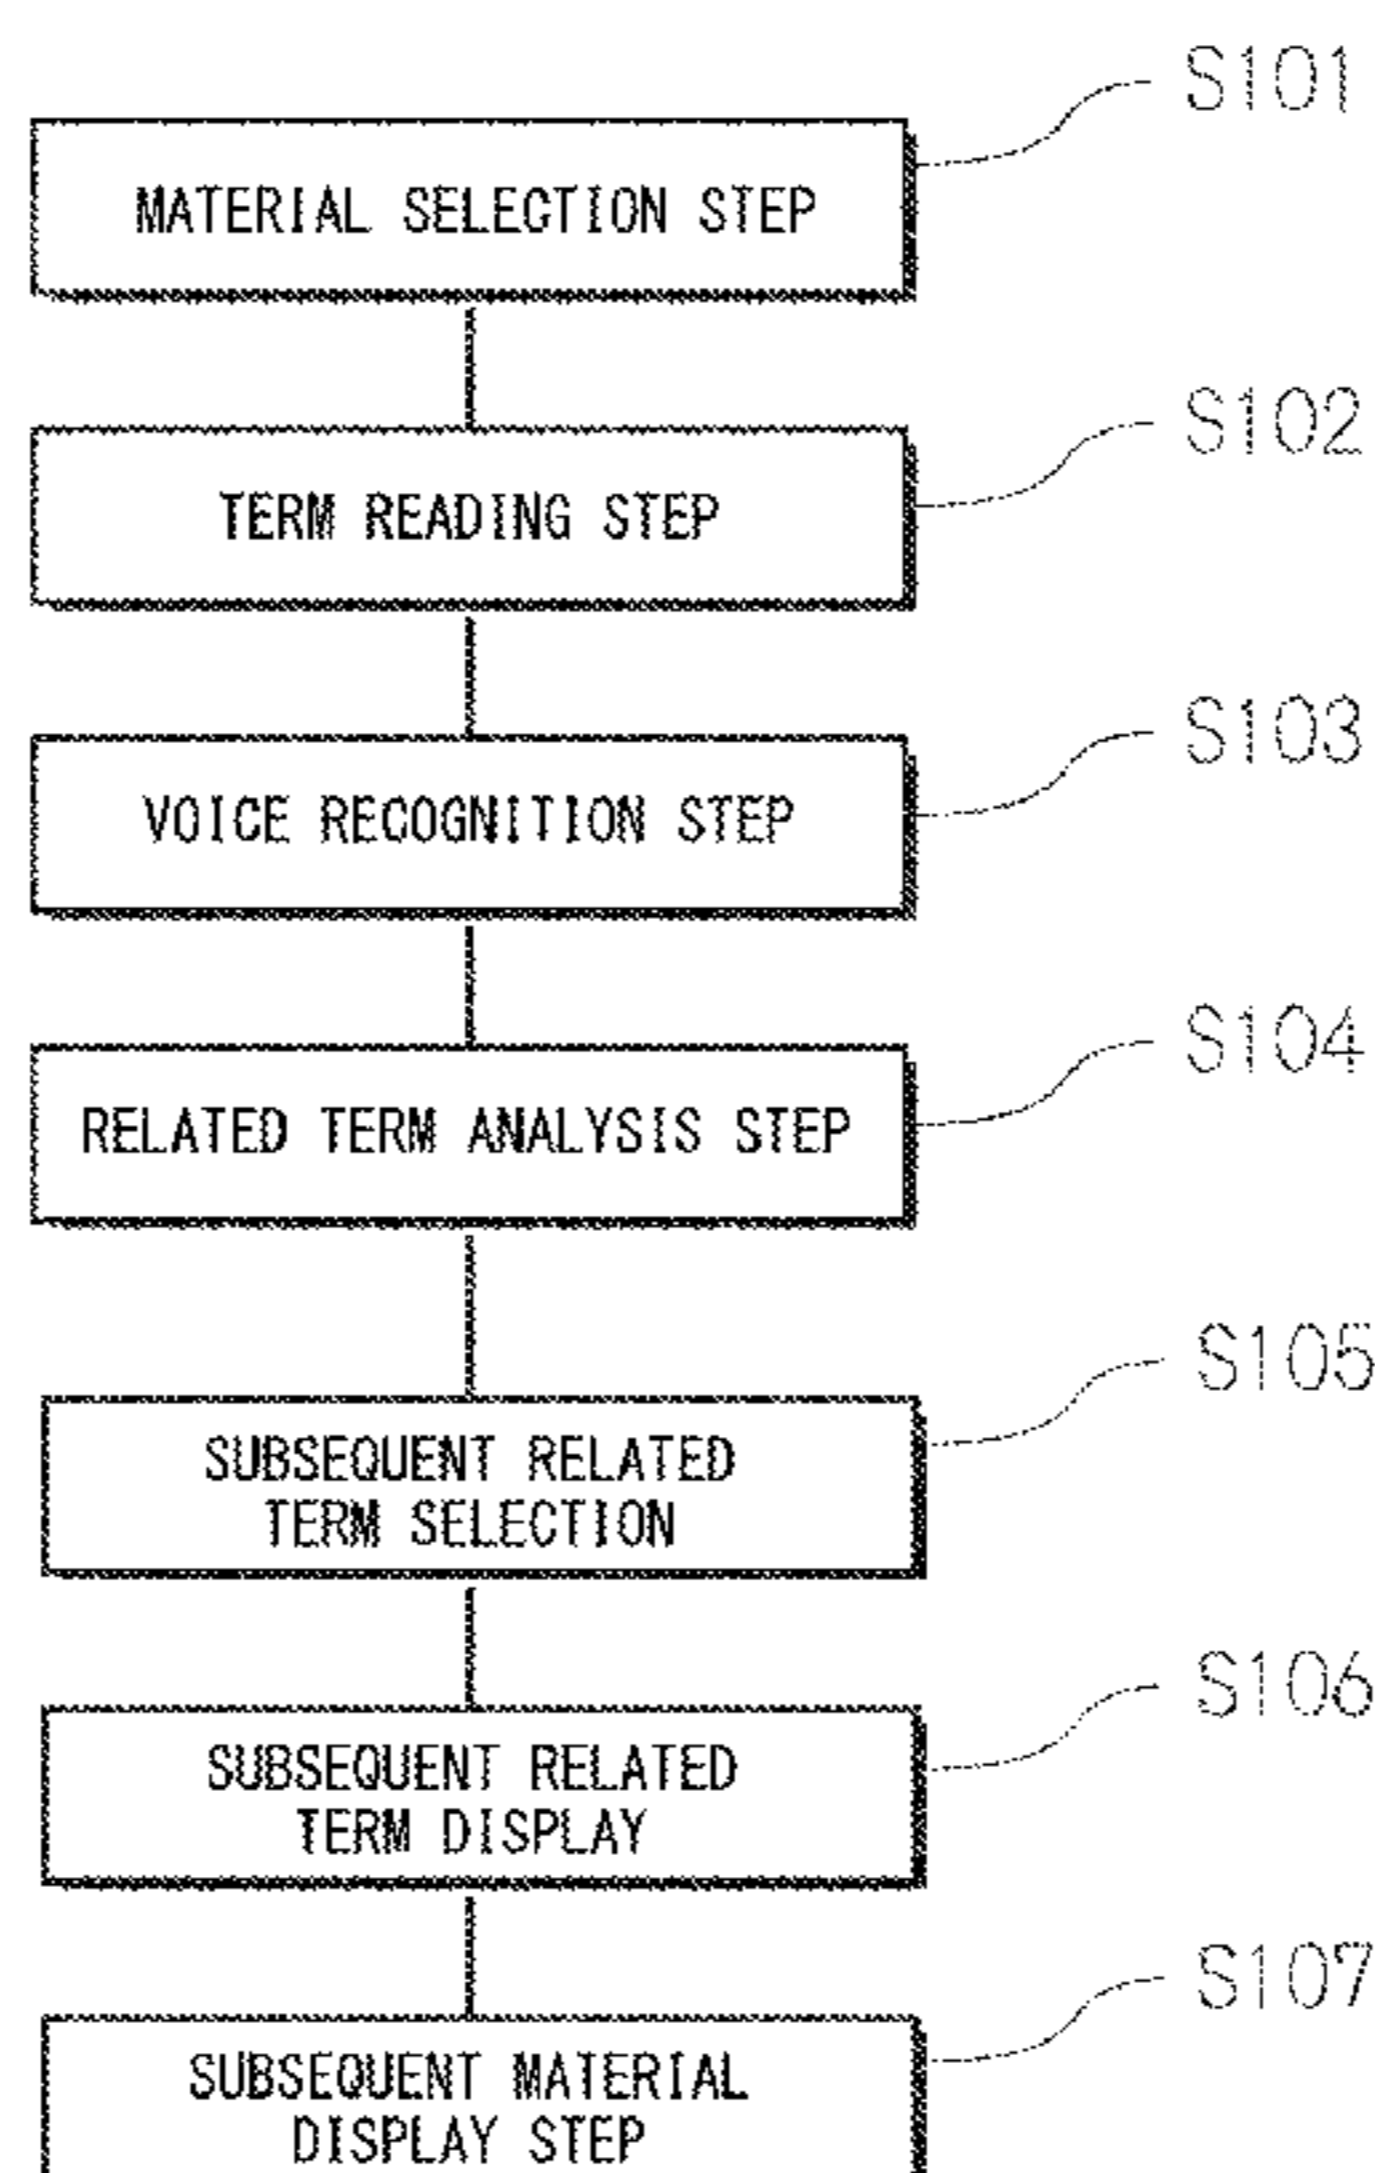 S101
MATERIAL SELECTION STEP
S102
TERM READING STEP
S103
VOICE RECOGNITION STEP
S104
RELATED TERM ANALYSIS STEP
S105
SUBSEQUENT RELATED
TERM SELECTION
S106
SUBSEQUENT RELATED
TERM DISPLAY
S107
SUBSEQUENT MATERIAL
DISPLAY STEP